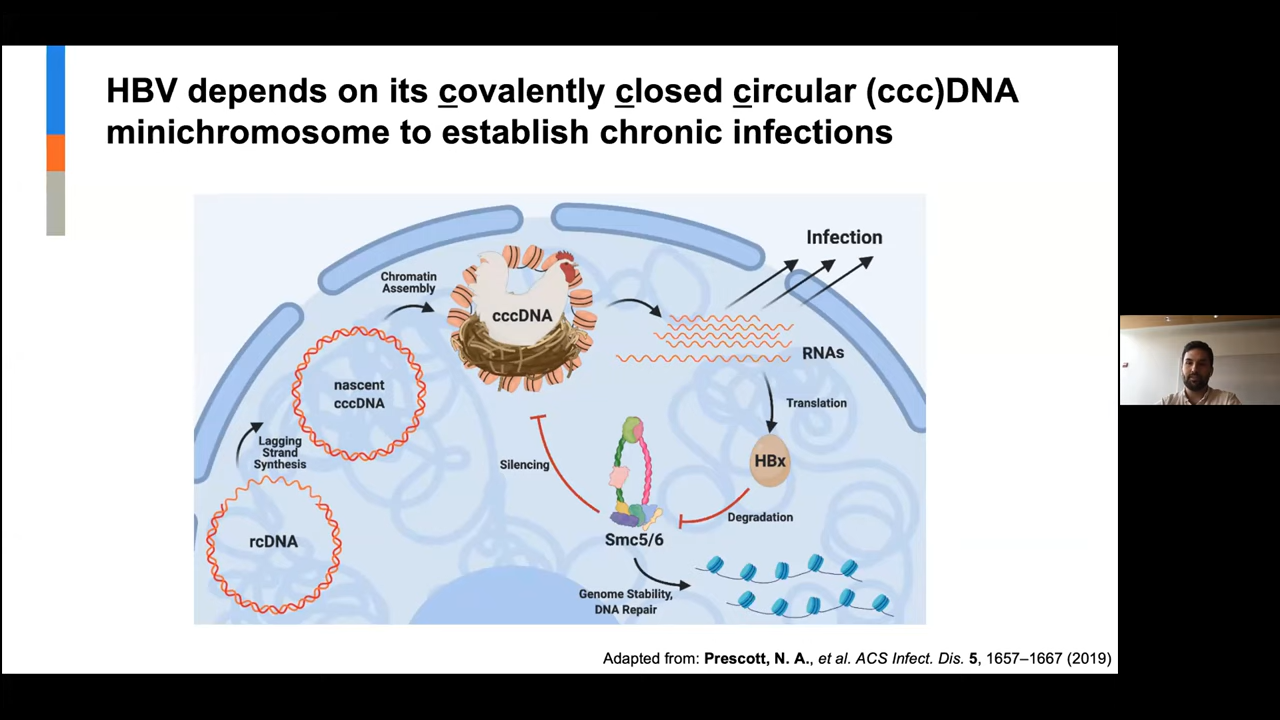 HBV depends on its covalently closed circular (ccc)DNA
minichromosome to establish chronic infections
Infection
Chromatin
Assembly
cccDNA
RNAs
nascent
cccDNA
Translation
Lagging
Strand
Synthesis
Silencing
HBx
Degradation
rcDNA
Smc5/6
Genome Stability,
DNA Repair
Adapted from: Prescott, N. A., et al. ACS Infect. Dis. 5, 1657–1667 (2019)